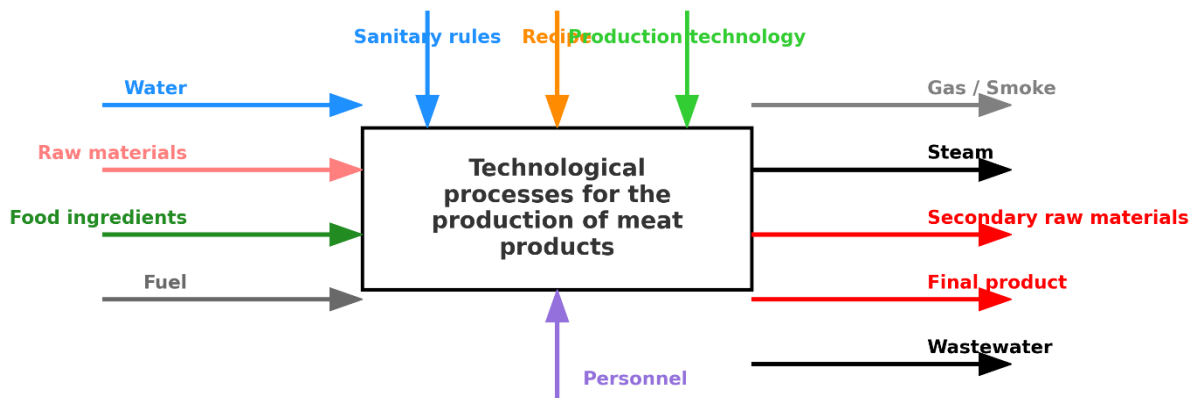 Sanitary rules
Recipe
Production technology
Water
Gas / Smoke
Raw materials
Steam
Technological
processes for the
production of meat
products
Food ingredients
Secondary raw materials
Fuel
Final product
Wastewater
Personnel